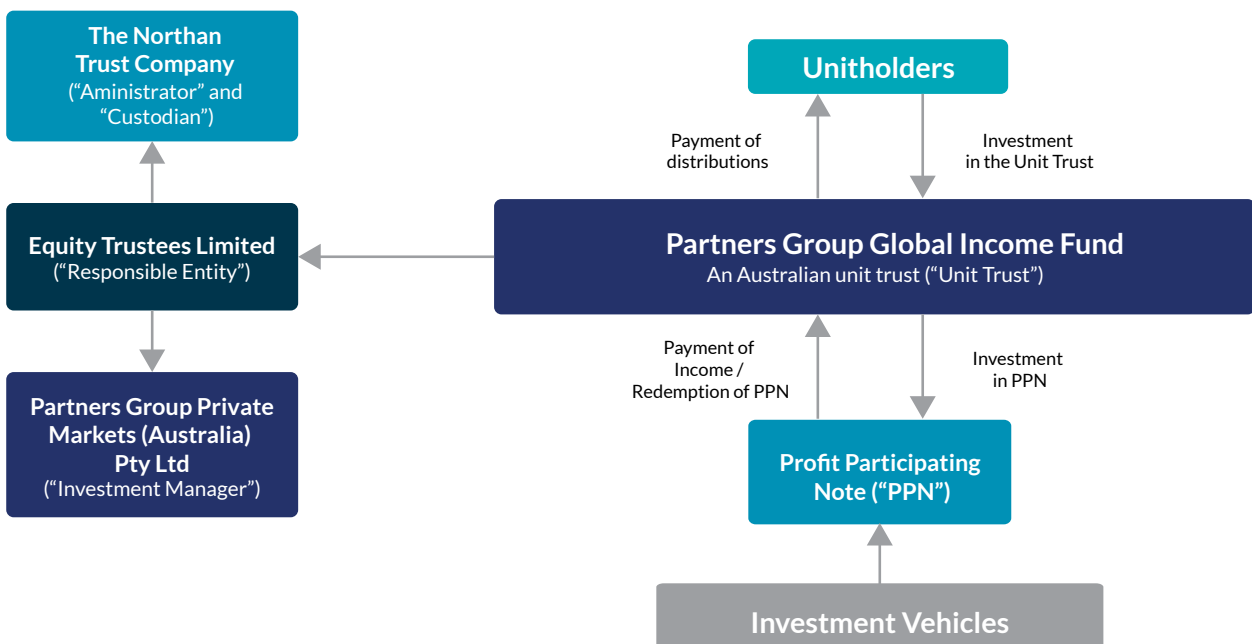 The Northan
Trust Company
(“Aministrator” and
“Custodian”)
Equity Trustees Limited
(“Responsible Entity”)
Partners Group Private
Markets (Australia)
Pty Ltd
(“Investment Manager”)
Unitholders
Payment of
distributions
Investment
in the Unit Trust
Partners Group Global Income Fund
An Australian unit trust (“Unit Trust”)
Payment of
Income /
Redemption of PPN
Investment
in PPN
Profit Participating
Note (“PPN”)
Investment Vehicles